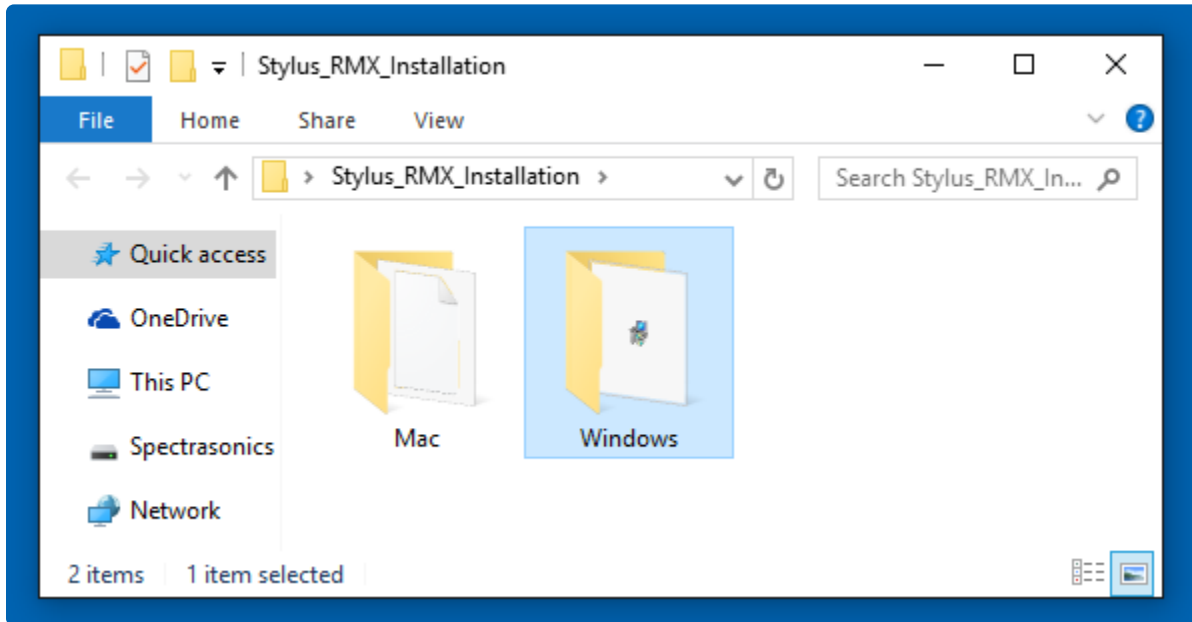 Stylus_RMX_Installation
File Home Share View
Stylus_RMX_Installation
Search Stylus_RMX_In...
Quick access
OneDrive
This PC
Spectrasonics
Network
Mac
Windows
2 items 1 item selected